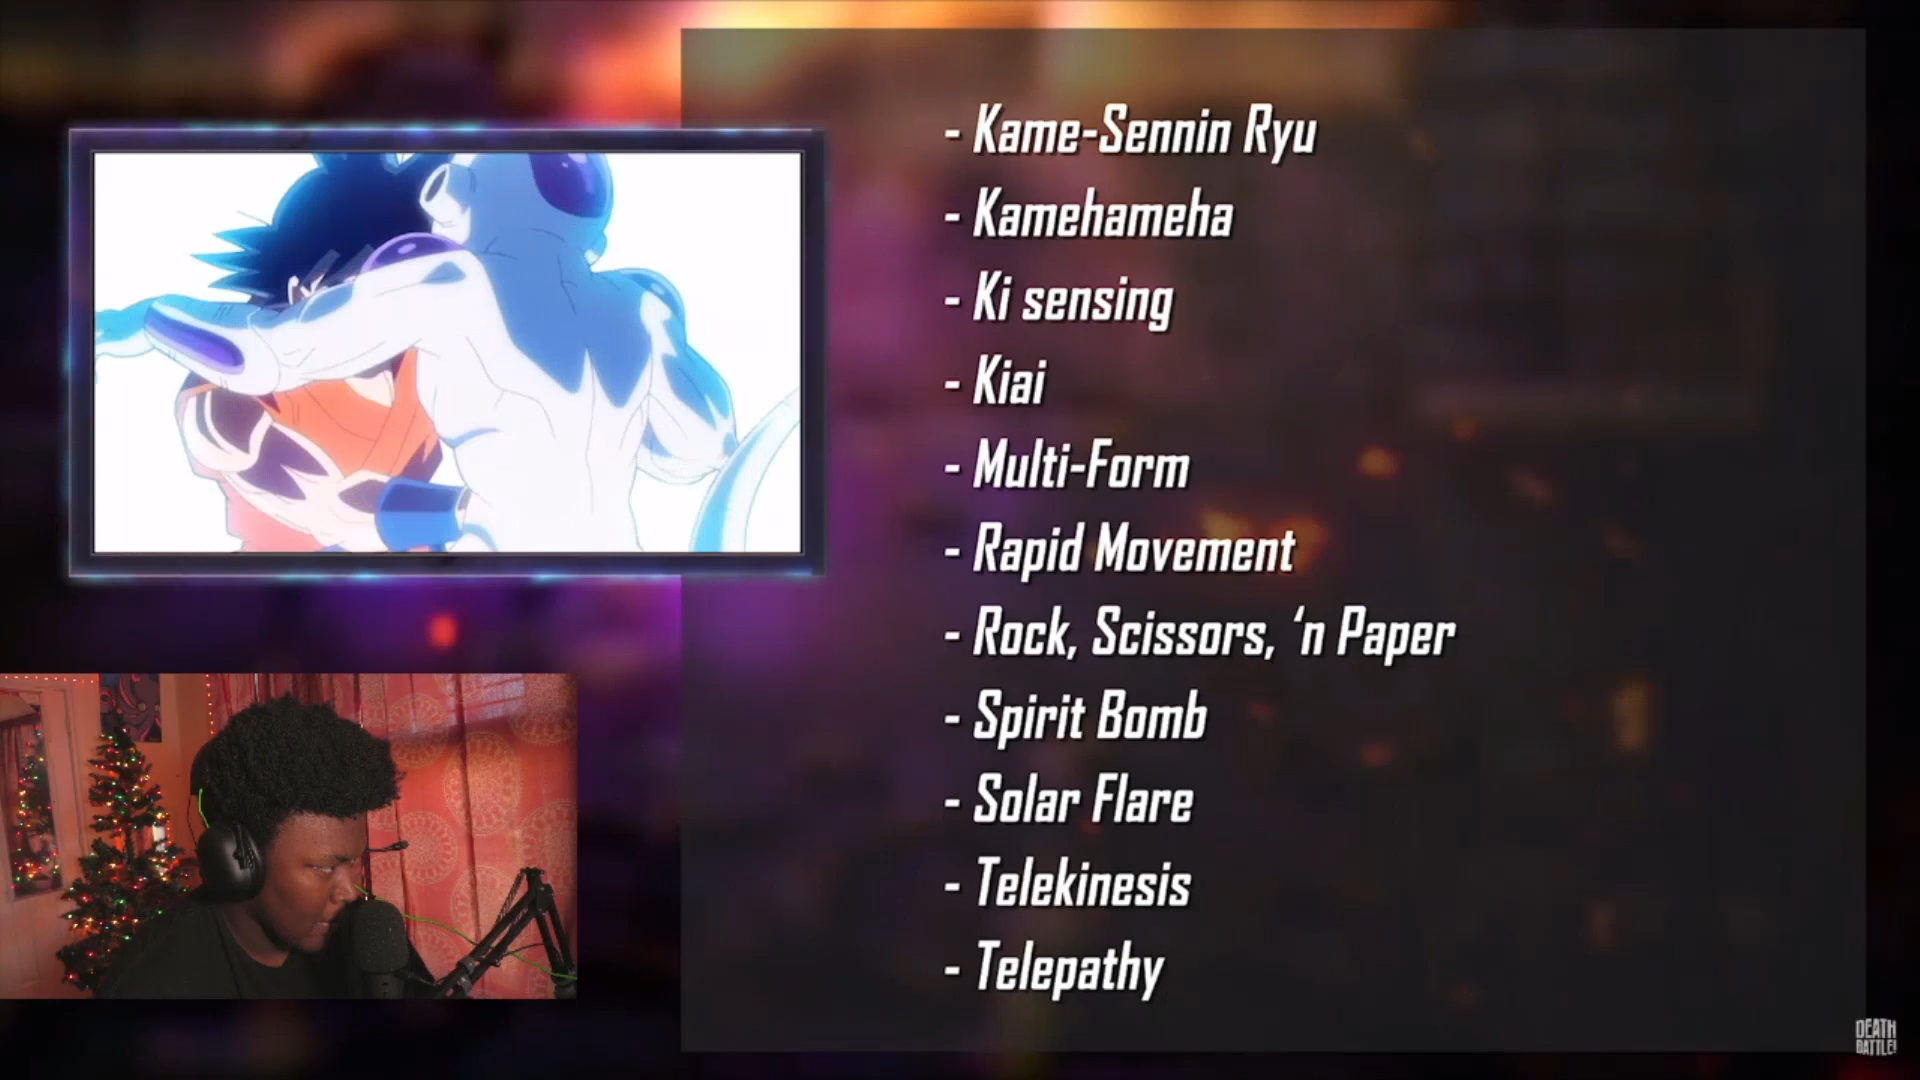 - Kame-Sennin Ryu
- Kamehameha
- Ki sensing
- Kiai
- Multi-Form
- Rapid Movement
- Rock, Scissors, ‘n Paper
- Spirit Bomb
- Solar Flare
- Telekinesis
- Telepathy
DEATH
BATTLE!